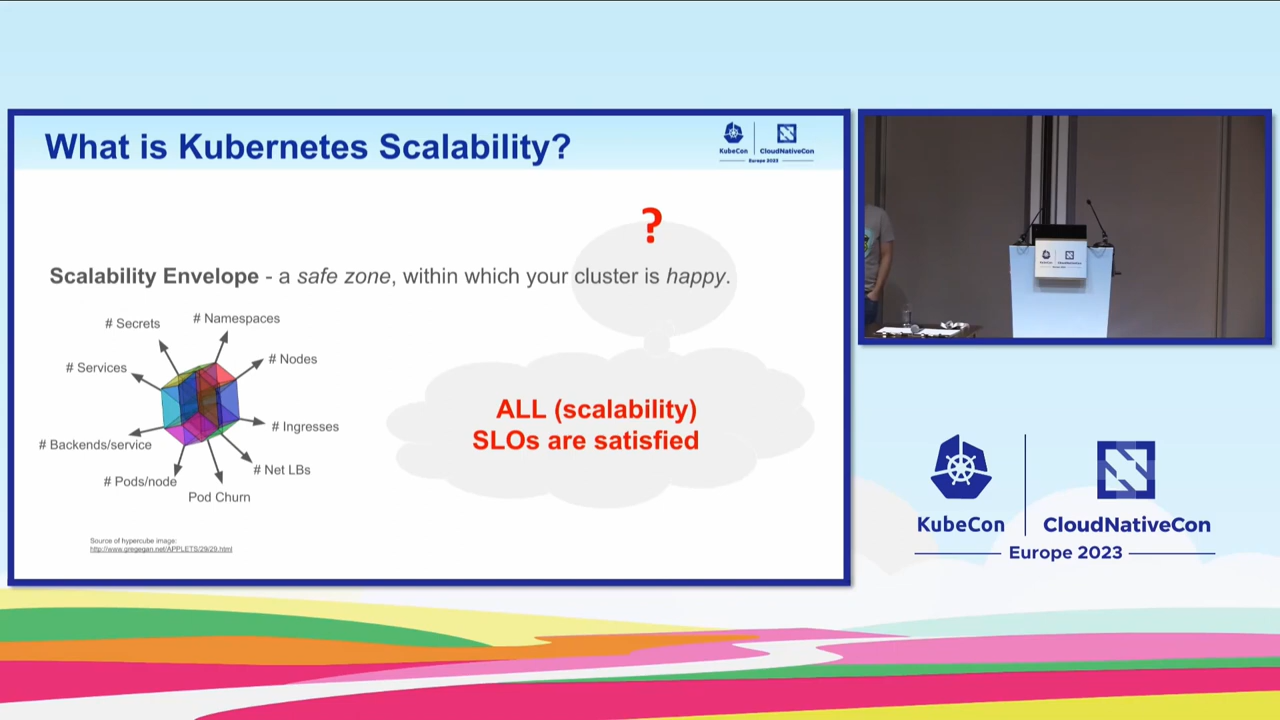 What is Kubernetes Scalability?
KubeCon
CloudNativeCon
Europe 2023
?
Scalability Envelope - a safe zone, within which your cluster is happy.
# Secrets
# Namespaces
# Services
# Nodes
# Backends/service
# Ingresses
# Pods/node
# Net LBs
Pod Churn
ALL (scalability)
SLOs are satisfied
Source of hypercube image:
http://www.gregegan.net/APPLETS/29/29.html
KubeCon
CloudNativeCon
Europe 2023